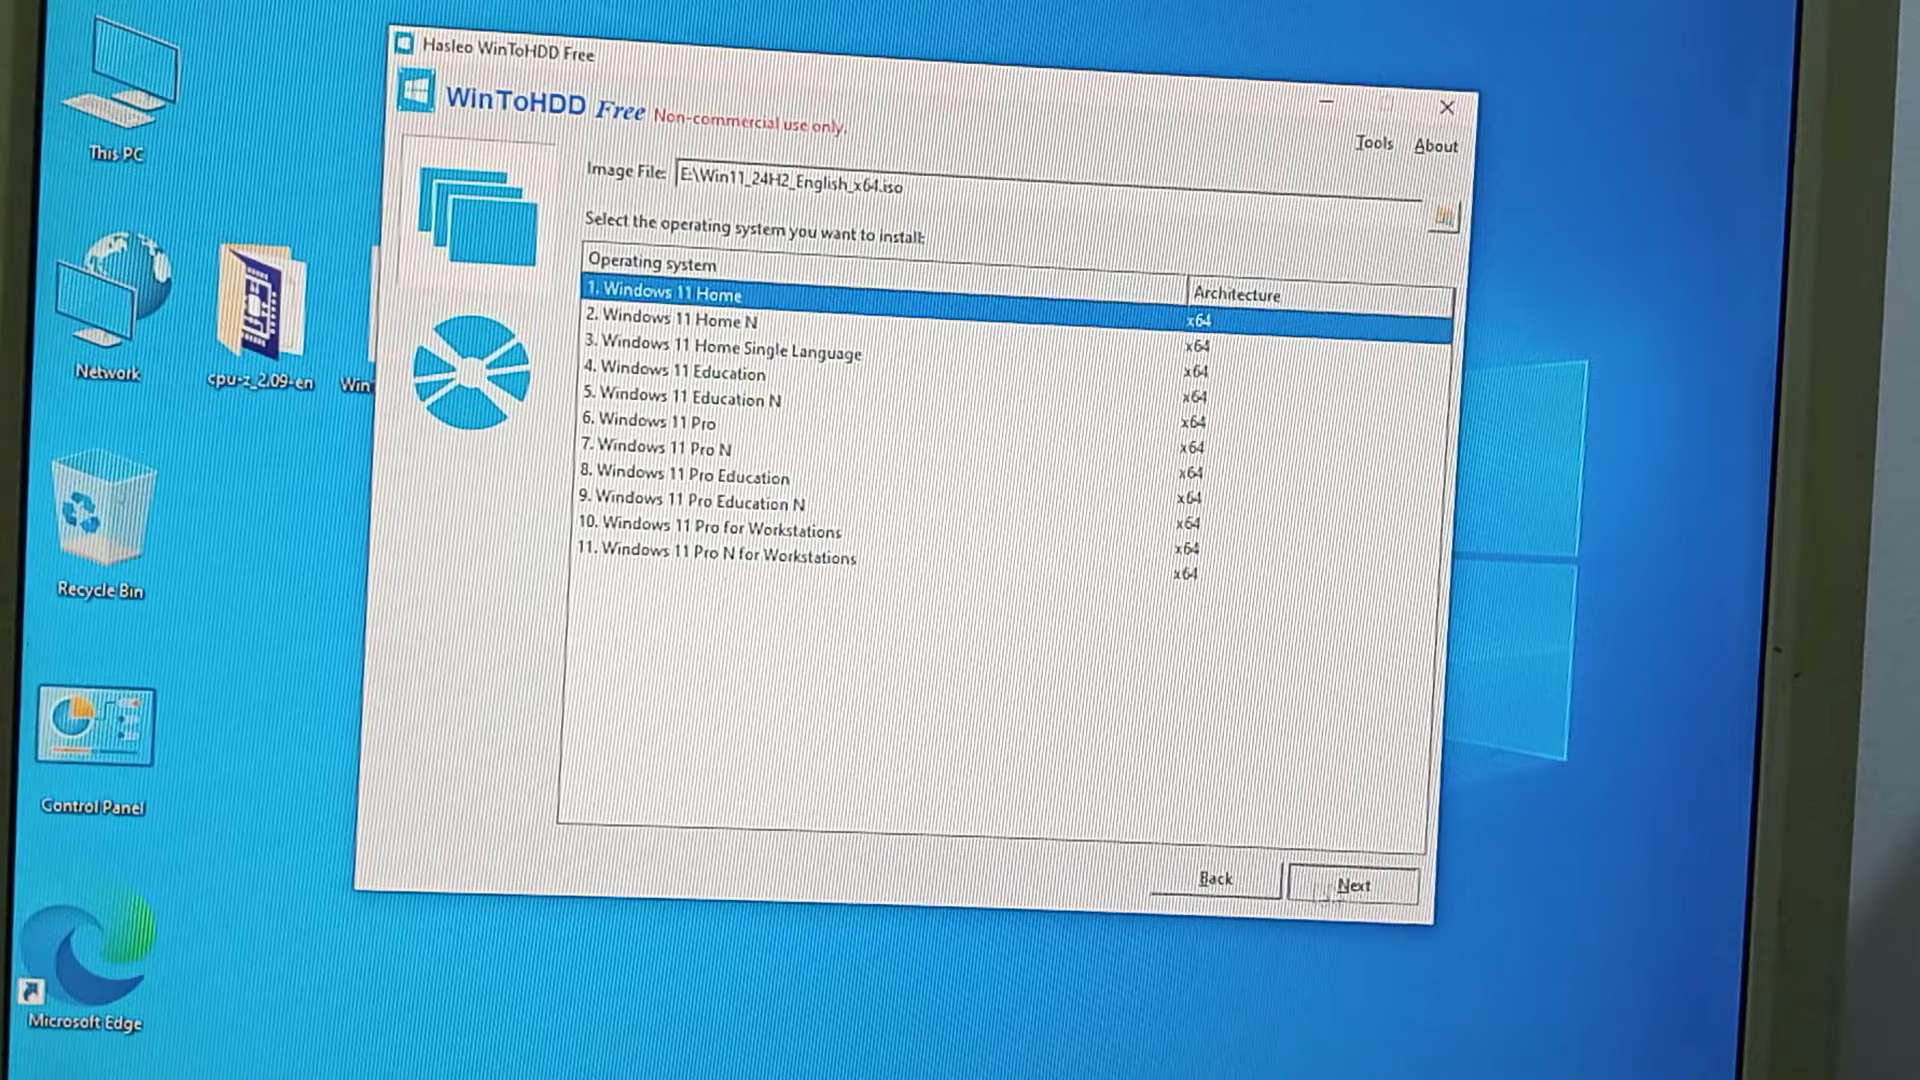 Hasleo WinToHDD Free
WinToHDD Free Non-commercial use only.
Tools About
Image File: E:\Win11_24H2_English_x64.iso
Select the operating system you want to install:
Operating system Architecture
1. Windows 11 Home x64
2. Windows 11 Home N x64
3. Windows 11 Home Single Language x64
4. Windows 11 Education x64
5. Windows 11 Education N x64
6. Windows 11 Pro x64
7. Windows 11 Pro N x64
8. Windows 11 Pro Education x64
9. Windows 11 Pro Education N x64
10. Windows 11 Pro for Workstations x64
11. Windows 11 Pro N for Workstations x64
Back Next
This PC
Network
cpu-z_2.09-en
Win
Recycle Bin
Control Panel
Microsoft Edge